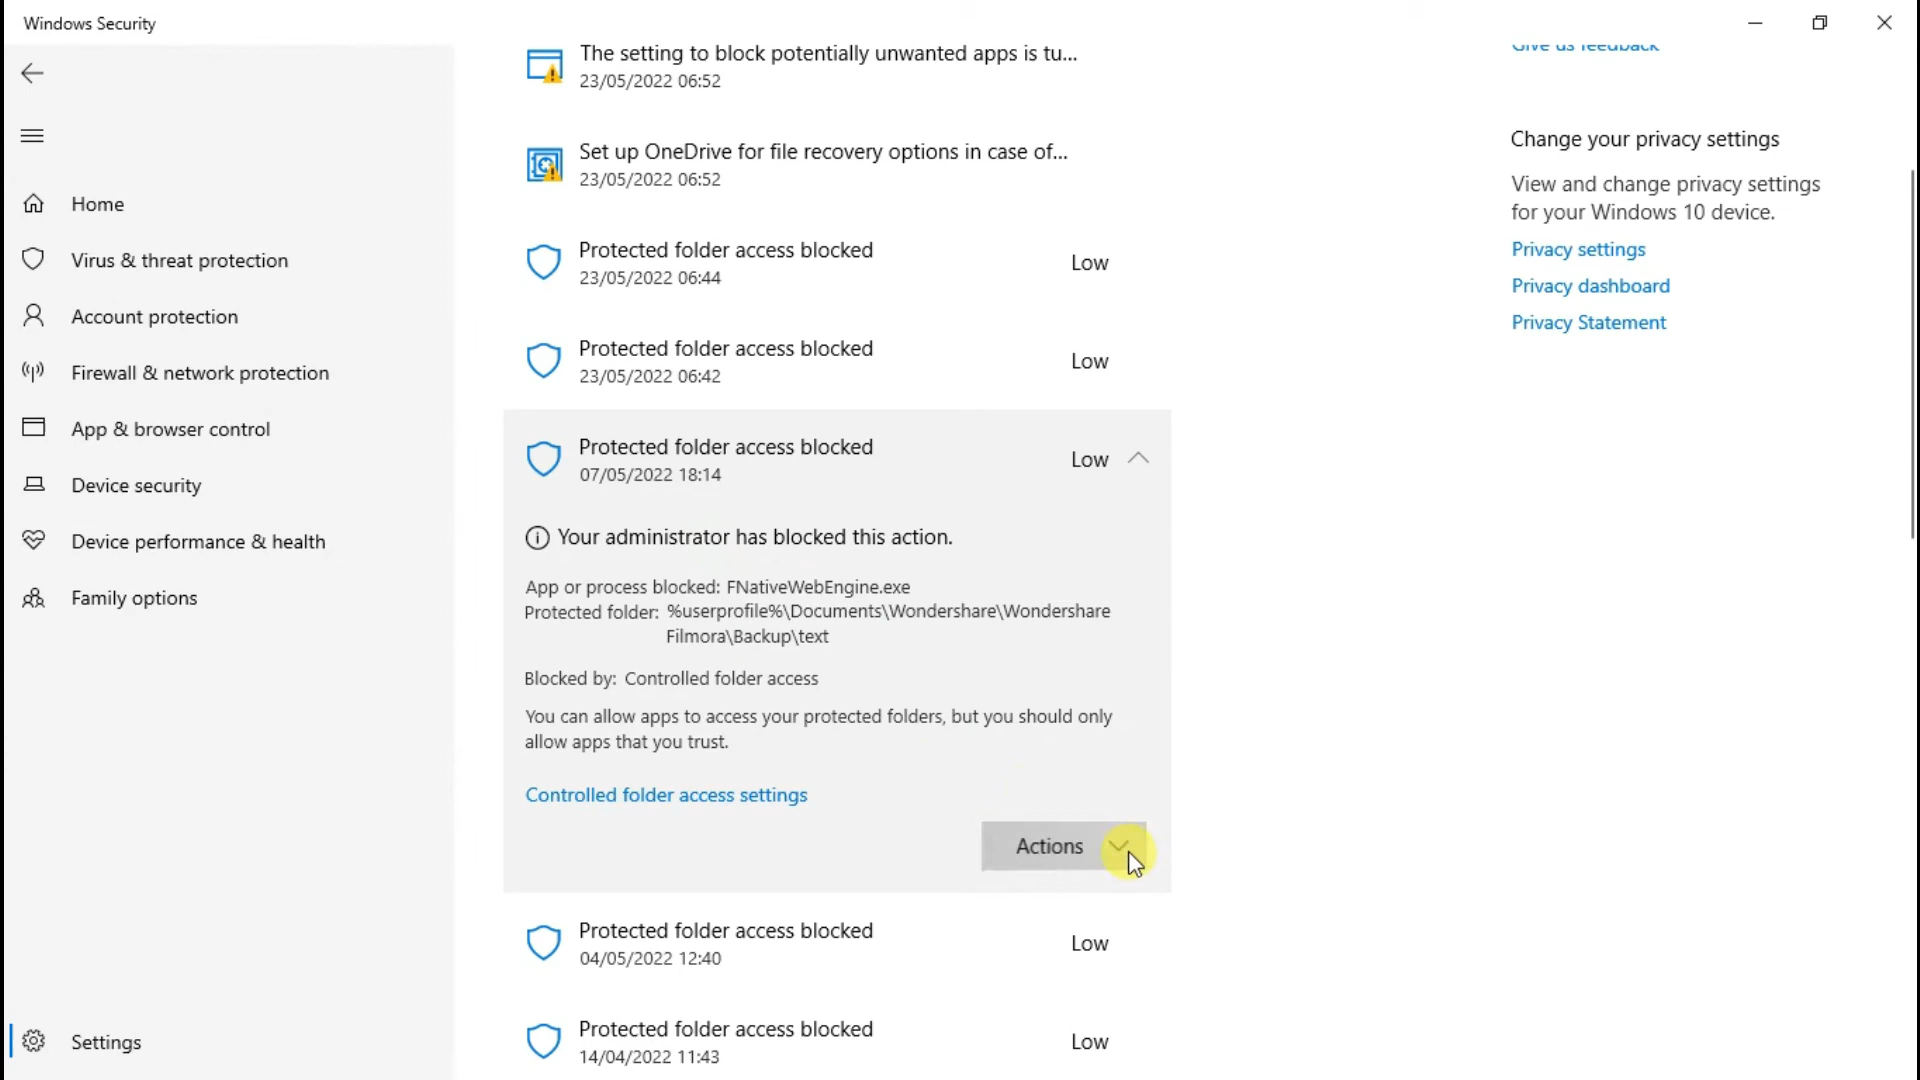 Windows Security
Home
Virus & threat protection
Account protection
Firewall & network protection
App & browser control
Device security
Device performance & health
Family options
Settings
The setting to block potentially unwanted apps is tu...
23/05/2022 06:52
Set up OneDrive for file recovery options in case of...
23/05/2022 06:52
Protected folder access blocked
Low
23/05/2022 06:44
Protected folder access blocked
Low
23/05/2022 06:42
Protected folder access blocked
Low
07/05/2022 18:14
Your administrator has blocked this action.
App or process blocked: FNativeWebEngine.exe
Protected folder: %userprofile%\Documents\Wondershare\Wondershare
Filmora\Backup\text
Blocked by: Controlled folder access
You can allow apps to access your protected folders, but you should only
allow apps that you trust.
Controlled folder access settings
Actions
Protected folder access blocked
Low
04/05/2022 12:40
Protected folder access blocked
Low
14/04/2022 11:43
Give us feedback
Change your privacy settings
View and change privacy settings
for your Windows 10 device.
Privacy settings
Privacy dashboard
Privacy Statement